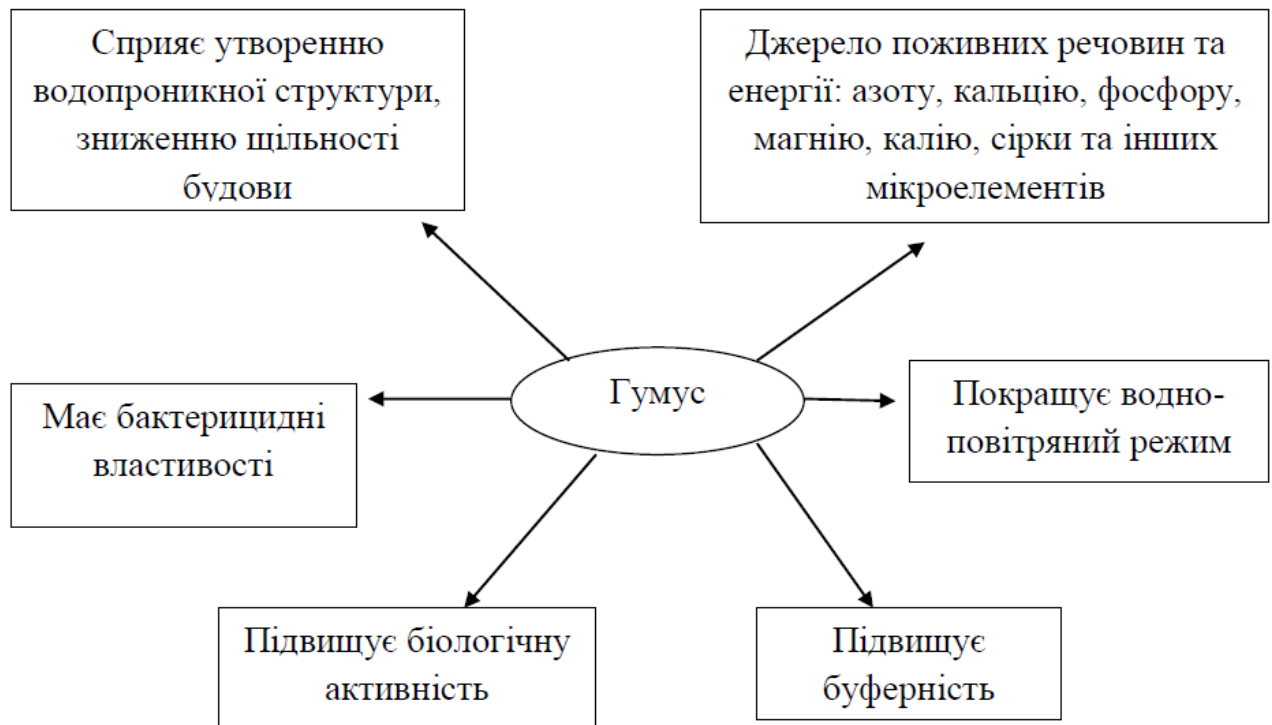 Сприяє утворенню
водопроникної структури,
зниженню щільності
будови
Джерело поживних речовин та
енергії: азоту, кальцію, фосфору,
магнію, калію, сірки та інших
мікроелементів
Гумус
Має бактерицидні
властивості
Покращує водно-
повітряний режим
Підвищує біологічну
активність
Підвищує
буферність